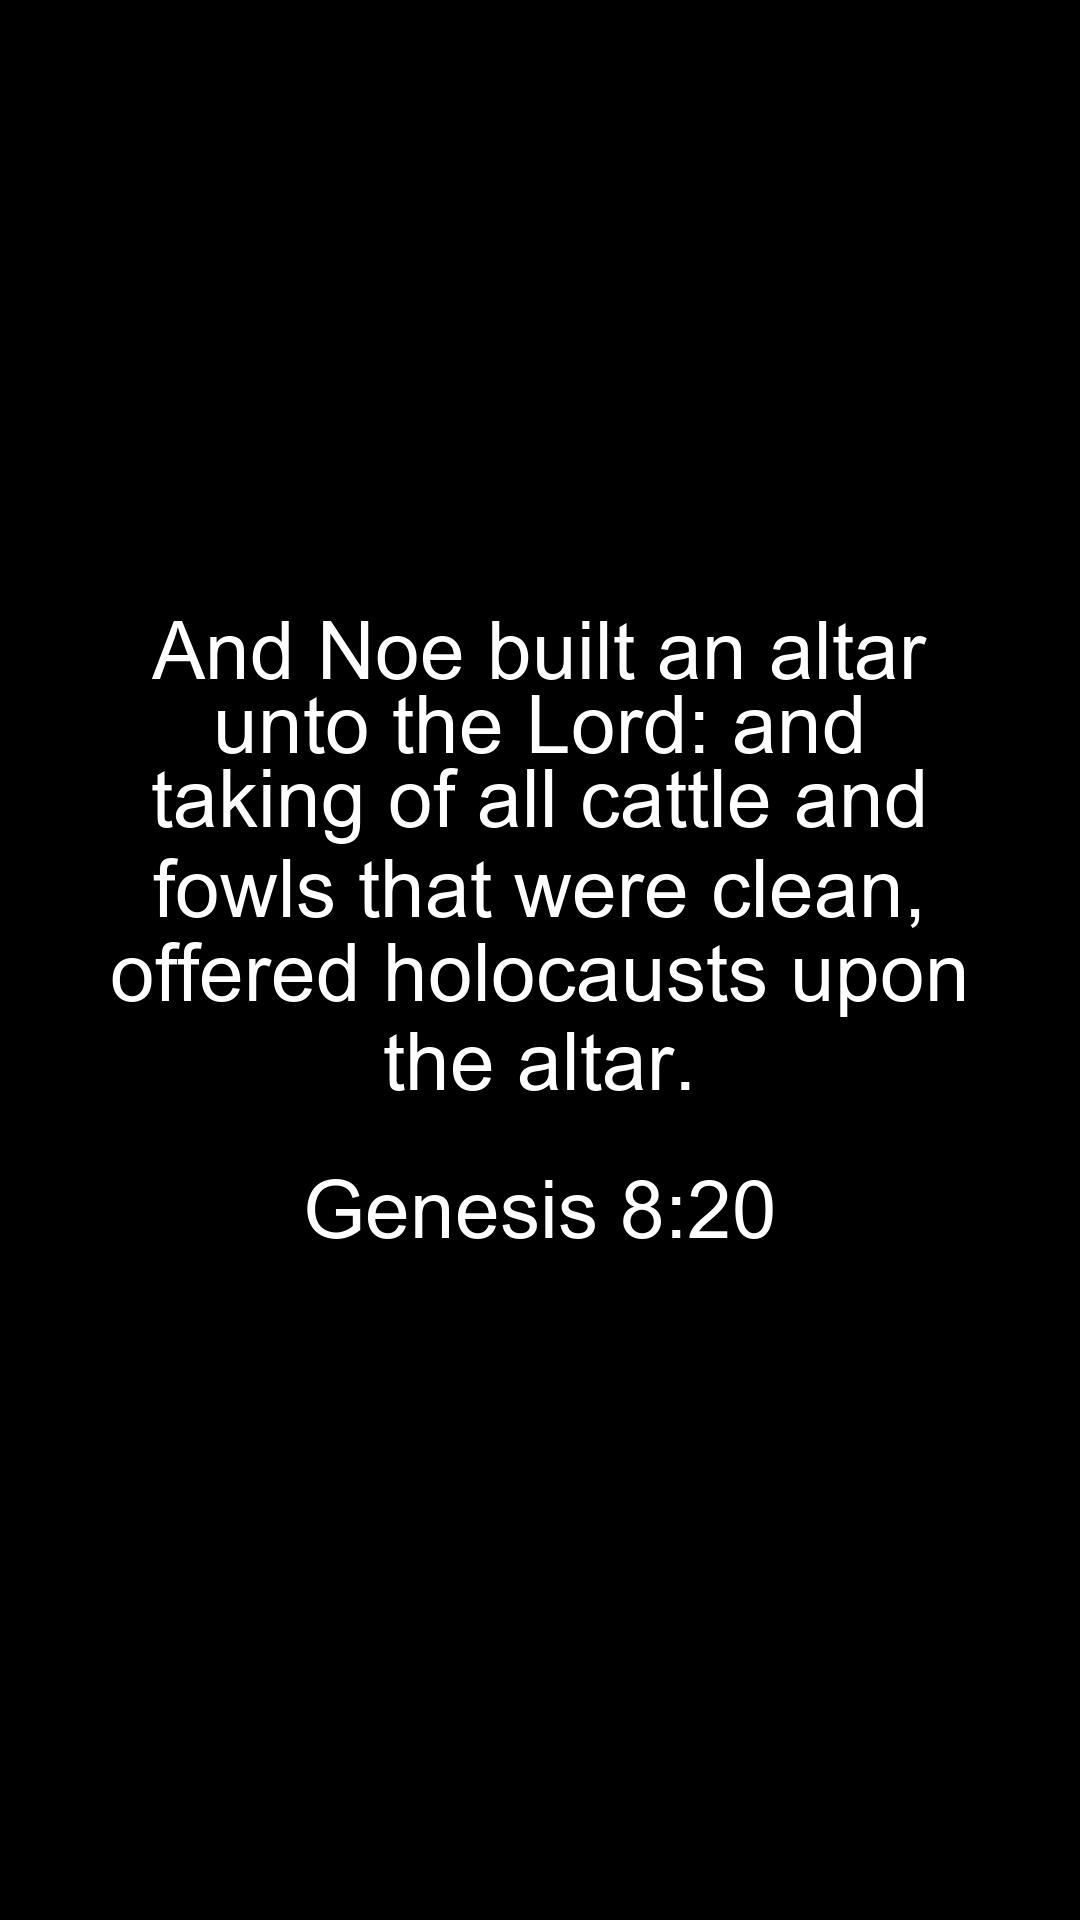 And Noe built an altar
unto the Lord: and
taking of all cattle and
fowls that were clean,
offered holocausts upon
the altar.
Genesis 8:20